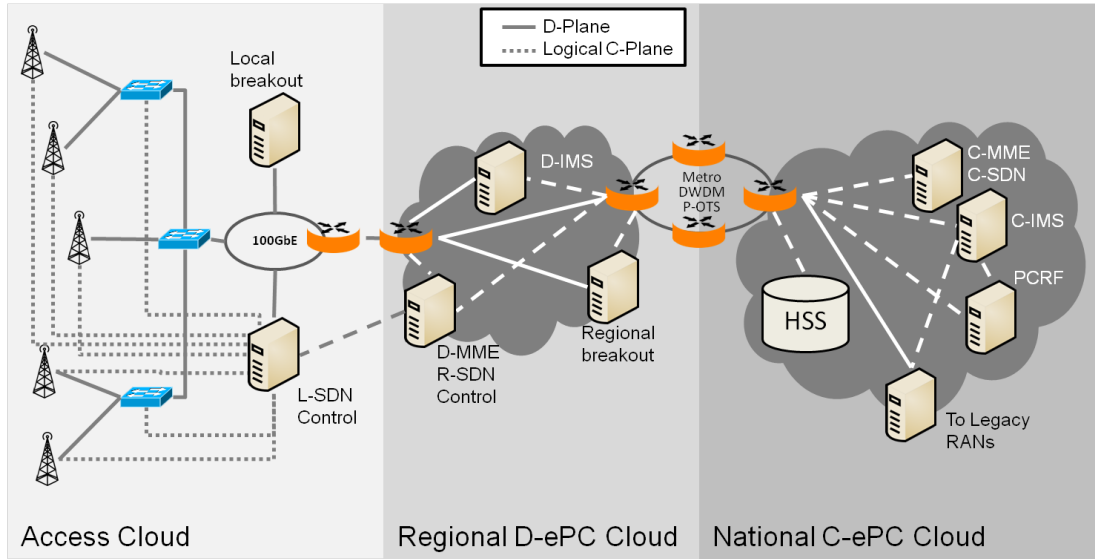 D-Plane
Logical C-Plane
Local
breakout
100GbE
L-SDN
Control
Access Cloud
D-IMS
D-MME
R-SDN
Control
Regional
breakout
Regional D-ePC Cloud
Metro
DWDM
P-OTS
C-MME
C-SDN
C-IMS
PCRF
HSS
To Legacy
RANs
National C-ePC Cloud